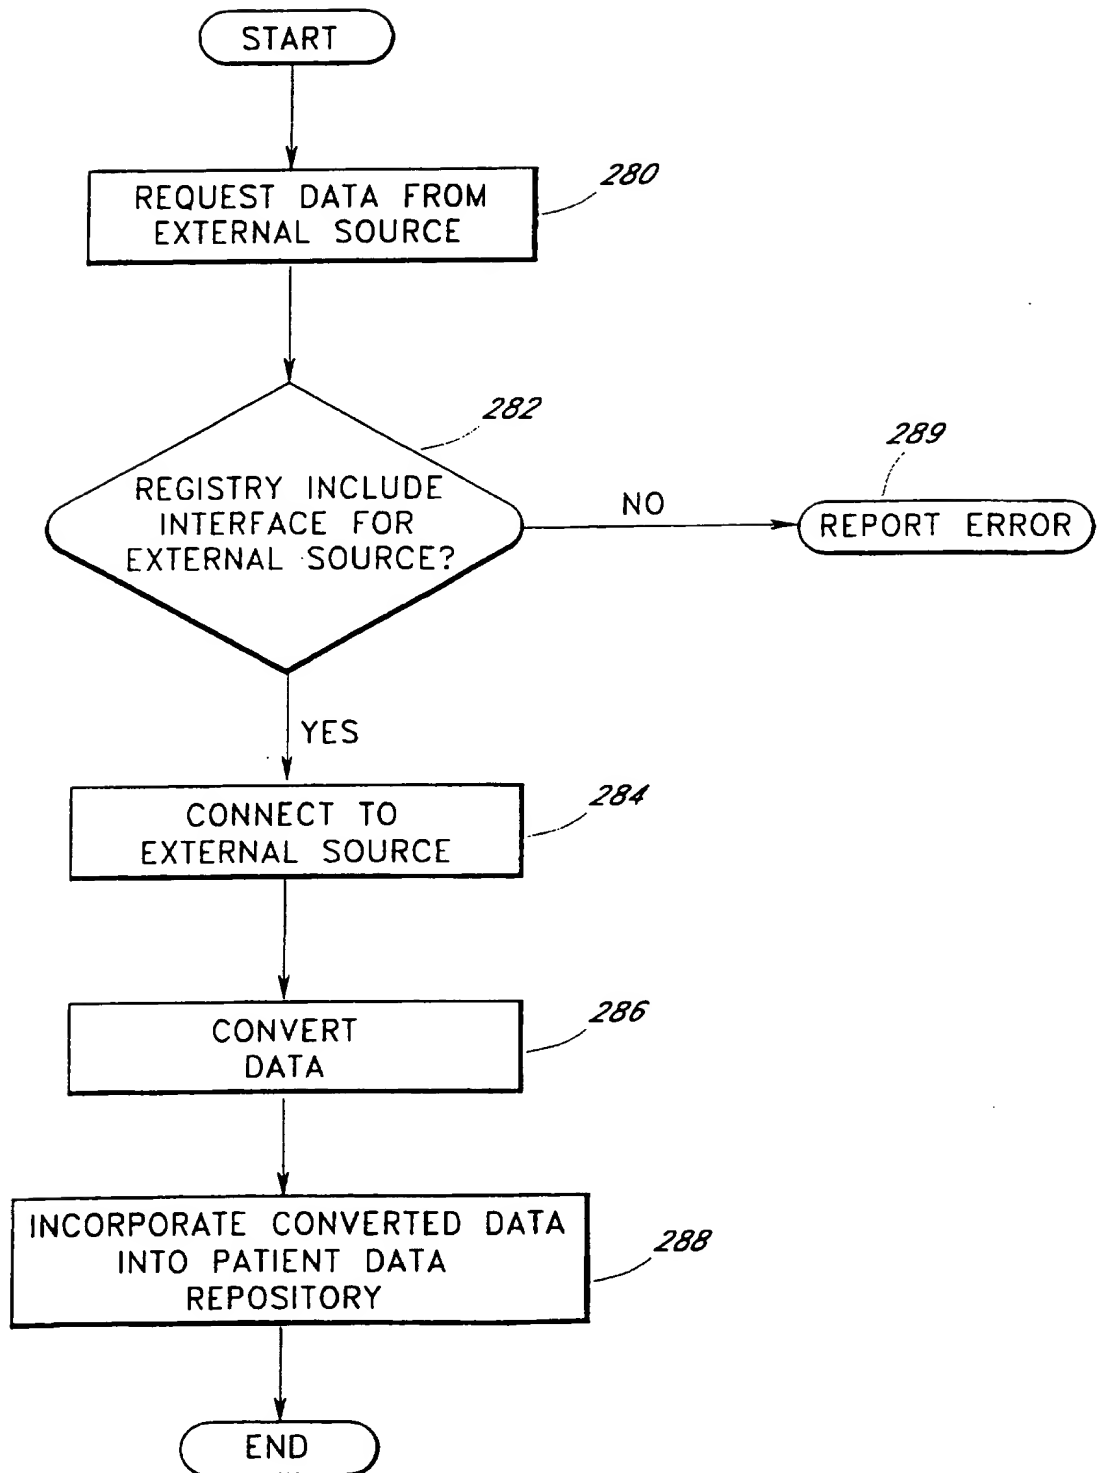 START
REQUEST DATA FROM
EXTERNAL SOURCE
280
282
REGISTRY INCLUDE
INTERFACE FOR
EXTERNAL SOURCE?
NO
289
REPORT ERROR
YES
CONNECT TO
EXTERNAL SOURCE
284
CONVERT
DATA
286
INCORPORATE CONVERTED DATA
INTO PATIENT DATA
REPOSITORY
288
END